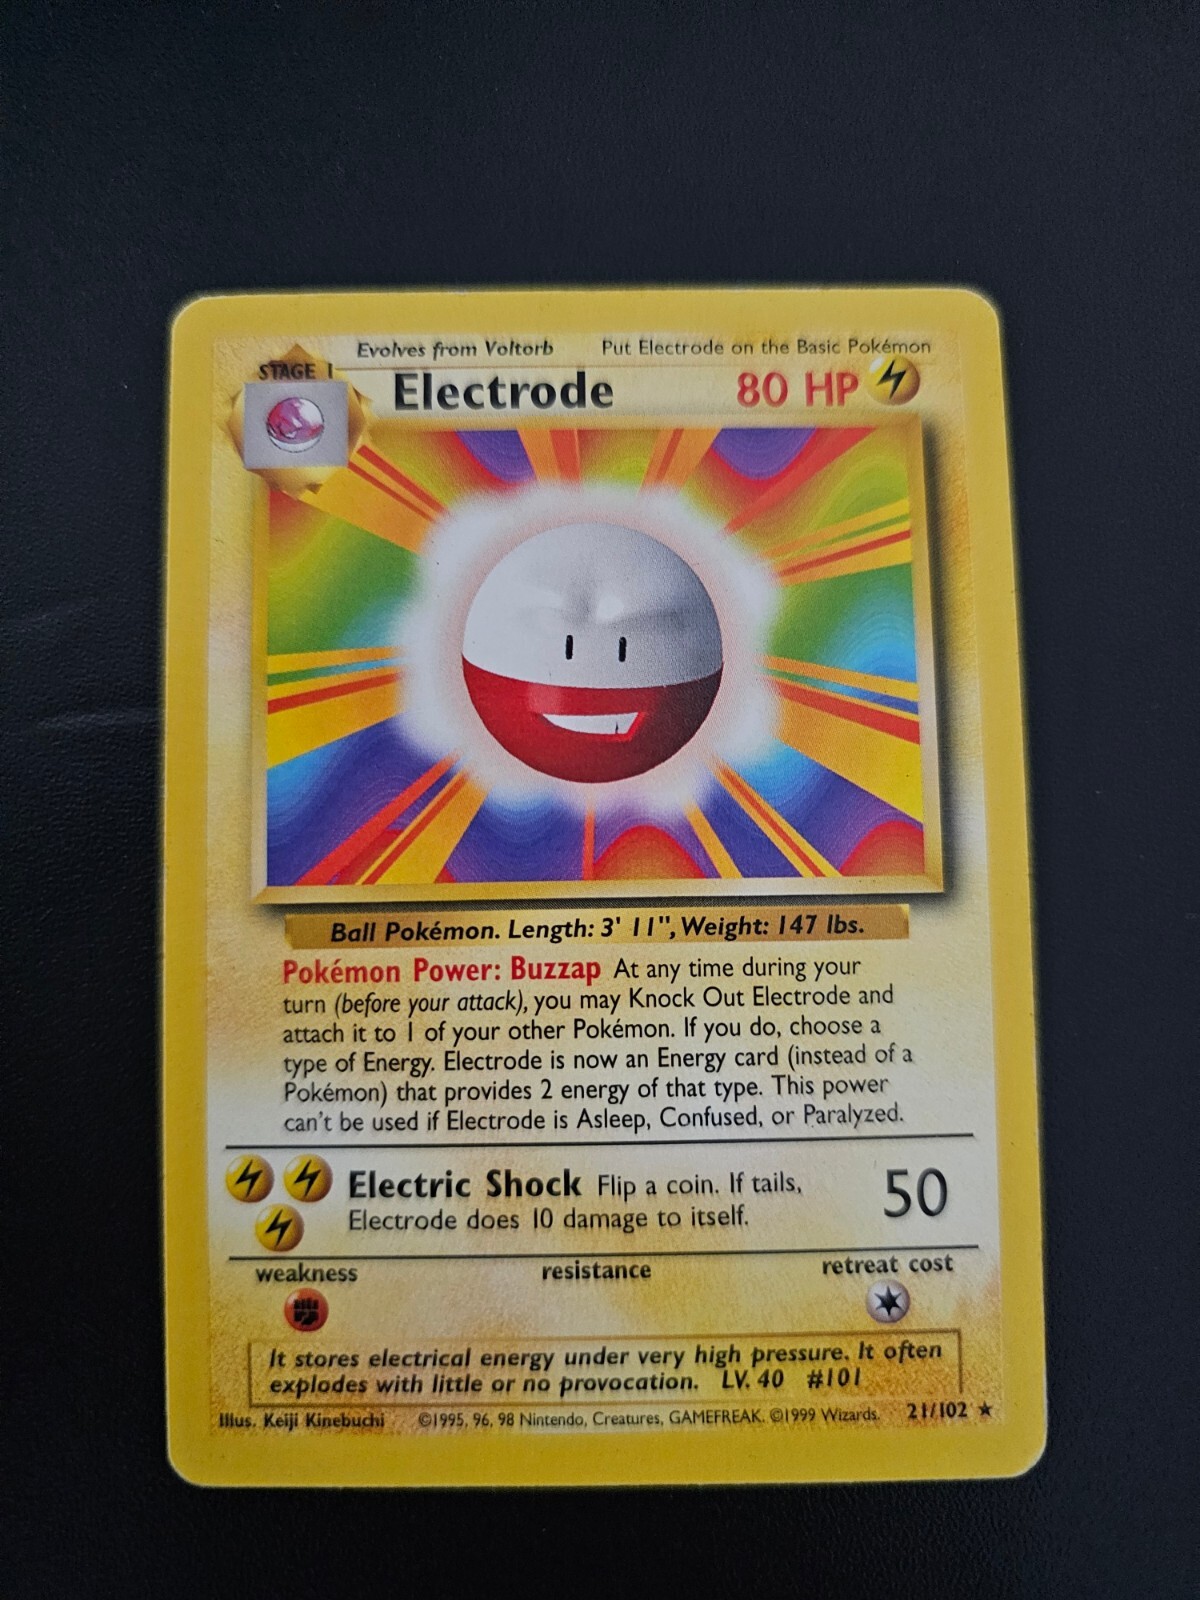 Evolves from Voltorb Put Electrode on the Basic Pokémon
STAGE 1
Electrode 80 HP
Ball Pokémon. Length: 3' 11", Weight: 147 lbs.
Pokémon Power: Buzzap At any time during your
turn (before your attack), you may Knock Out Electrode and
attach it to 1 of your other Pokémon. If you do, choose a
type of Energy. Electrode is now an Energy card (instead of a
Pokémon) that provides 2 energy of that type. This power
can't be used if Electrode is Asleep, Confused, or Paralyzed.
Electric Shock Flip a coin. If tails, 50
Electrode does 10 damage to itself.
weakness resistance retreat cost
It stores electrical energy under very high pressure. It often
explodes with little or no provocation. LV. 40 #101
Illus. Keiji Kinebuchi ©1995, 96, 98 Nintendo, Creatures, GAMEFREAK. ©1999 Wizards. 21/102 ★